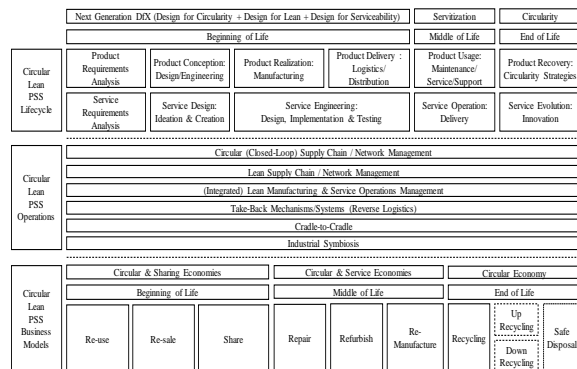 Next Generation DfX (Design for Circularity + Design for Lean + Design for Serviceability)
Servitization
Circularity
Beginning of Life
Middle of Life
End of Life
Circular
Lean
PSS
Lifecycle
Product
Requirements
Analysis
Product Conception:
Design/Engineering
Product Realization:
Manufacturing
Product Delivery :
Logistics/
Distribution
Product Usage:
Maintenance/
Service/Support
Product Recovery:
Circularity Strategies
Service
Requirements
Analysis
Service Design:
Ideation & Creation
Service Engineering:
Design, Implementation & Testing
Service Operation:
Delivery
Service Evolution:
Innovation
Circular
Lean
PSS
Operations
Circular (Closed-Loop) Supply Chain / Network Management
Lean Supply Chain / Network Management
(Integrated) Lean Manufacturing & Service Operations Management
Take-Back Mechanisms/Systems (Reverse Logistics)
Cradle-to-Cradle
Industrial Symbiosis
Circular
Lean
PSS
Business
Models
Circular & Sharing Economies
Circular & Service Economies
Circular Economy
Beginning of Life
Middle of Life
End of Life
Re-use
Re-sale
Share
Repair
Refurbish
Re-
Manufacture
Recycling
Up
Recycling
Down
Recycling
Safe
Disposal